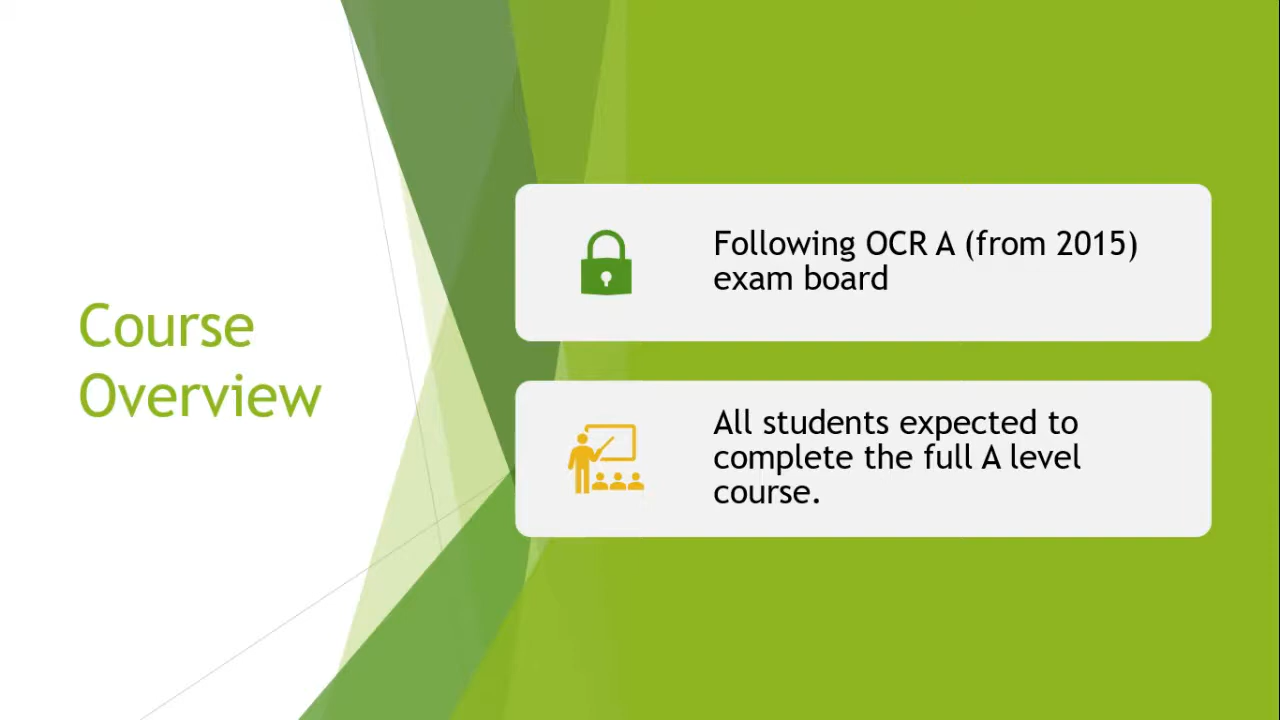 Course
Overview
Following OCR A (from 2015)
exam board
All students expected to
complete the full A level
course.